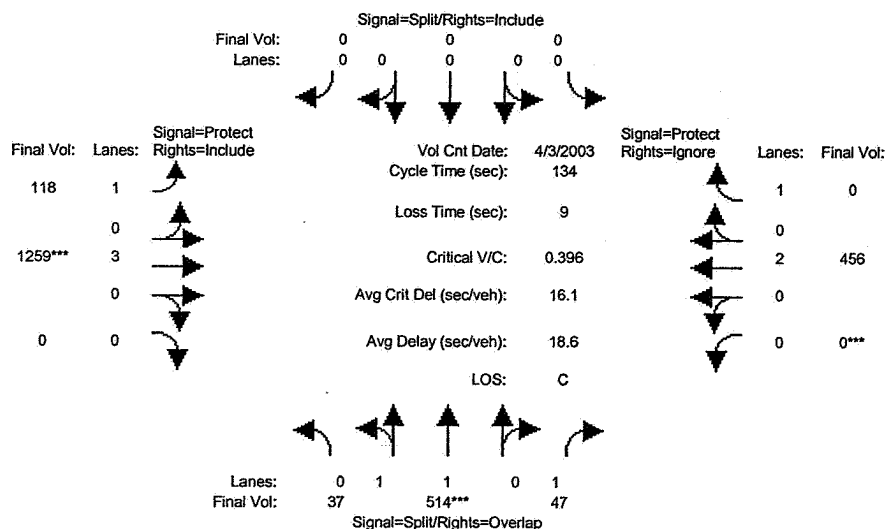 Signal=Split/Rights=Include
Final Vol: 0 0 0
Lanes: 0 0 0 0 0
Signal=Protect
Final Vol: Lanes: Rights=Include
Vol Cnt Date: 4/3/2003
Signal=Protect
Rights=Ignore Lanes: Final Vol:
118 1
Cycle Time (sec): 134
1 0
Loss Time (sec): 9
0 0
1259*** 3 Critical V/C: 0.396 2 456
0 Avg Crit Del (sec/veh): 16.1 0
0 0 Avg Delay (sec/veh): 18.6 0 0***
LOS: C
Lanes: 0 1 1 0 1
Final Vol: 37 514*** 47
Signal=Split/Rights=Overlap